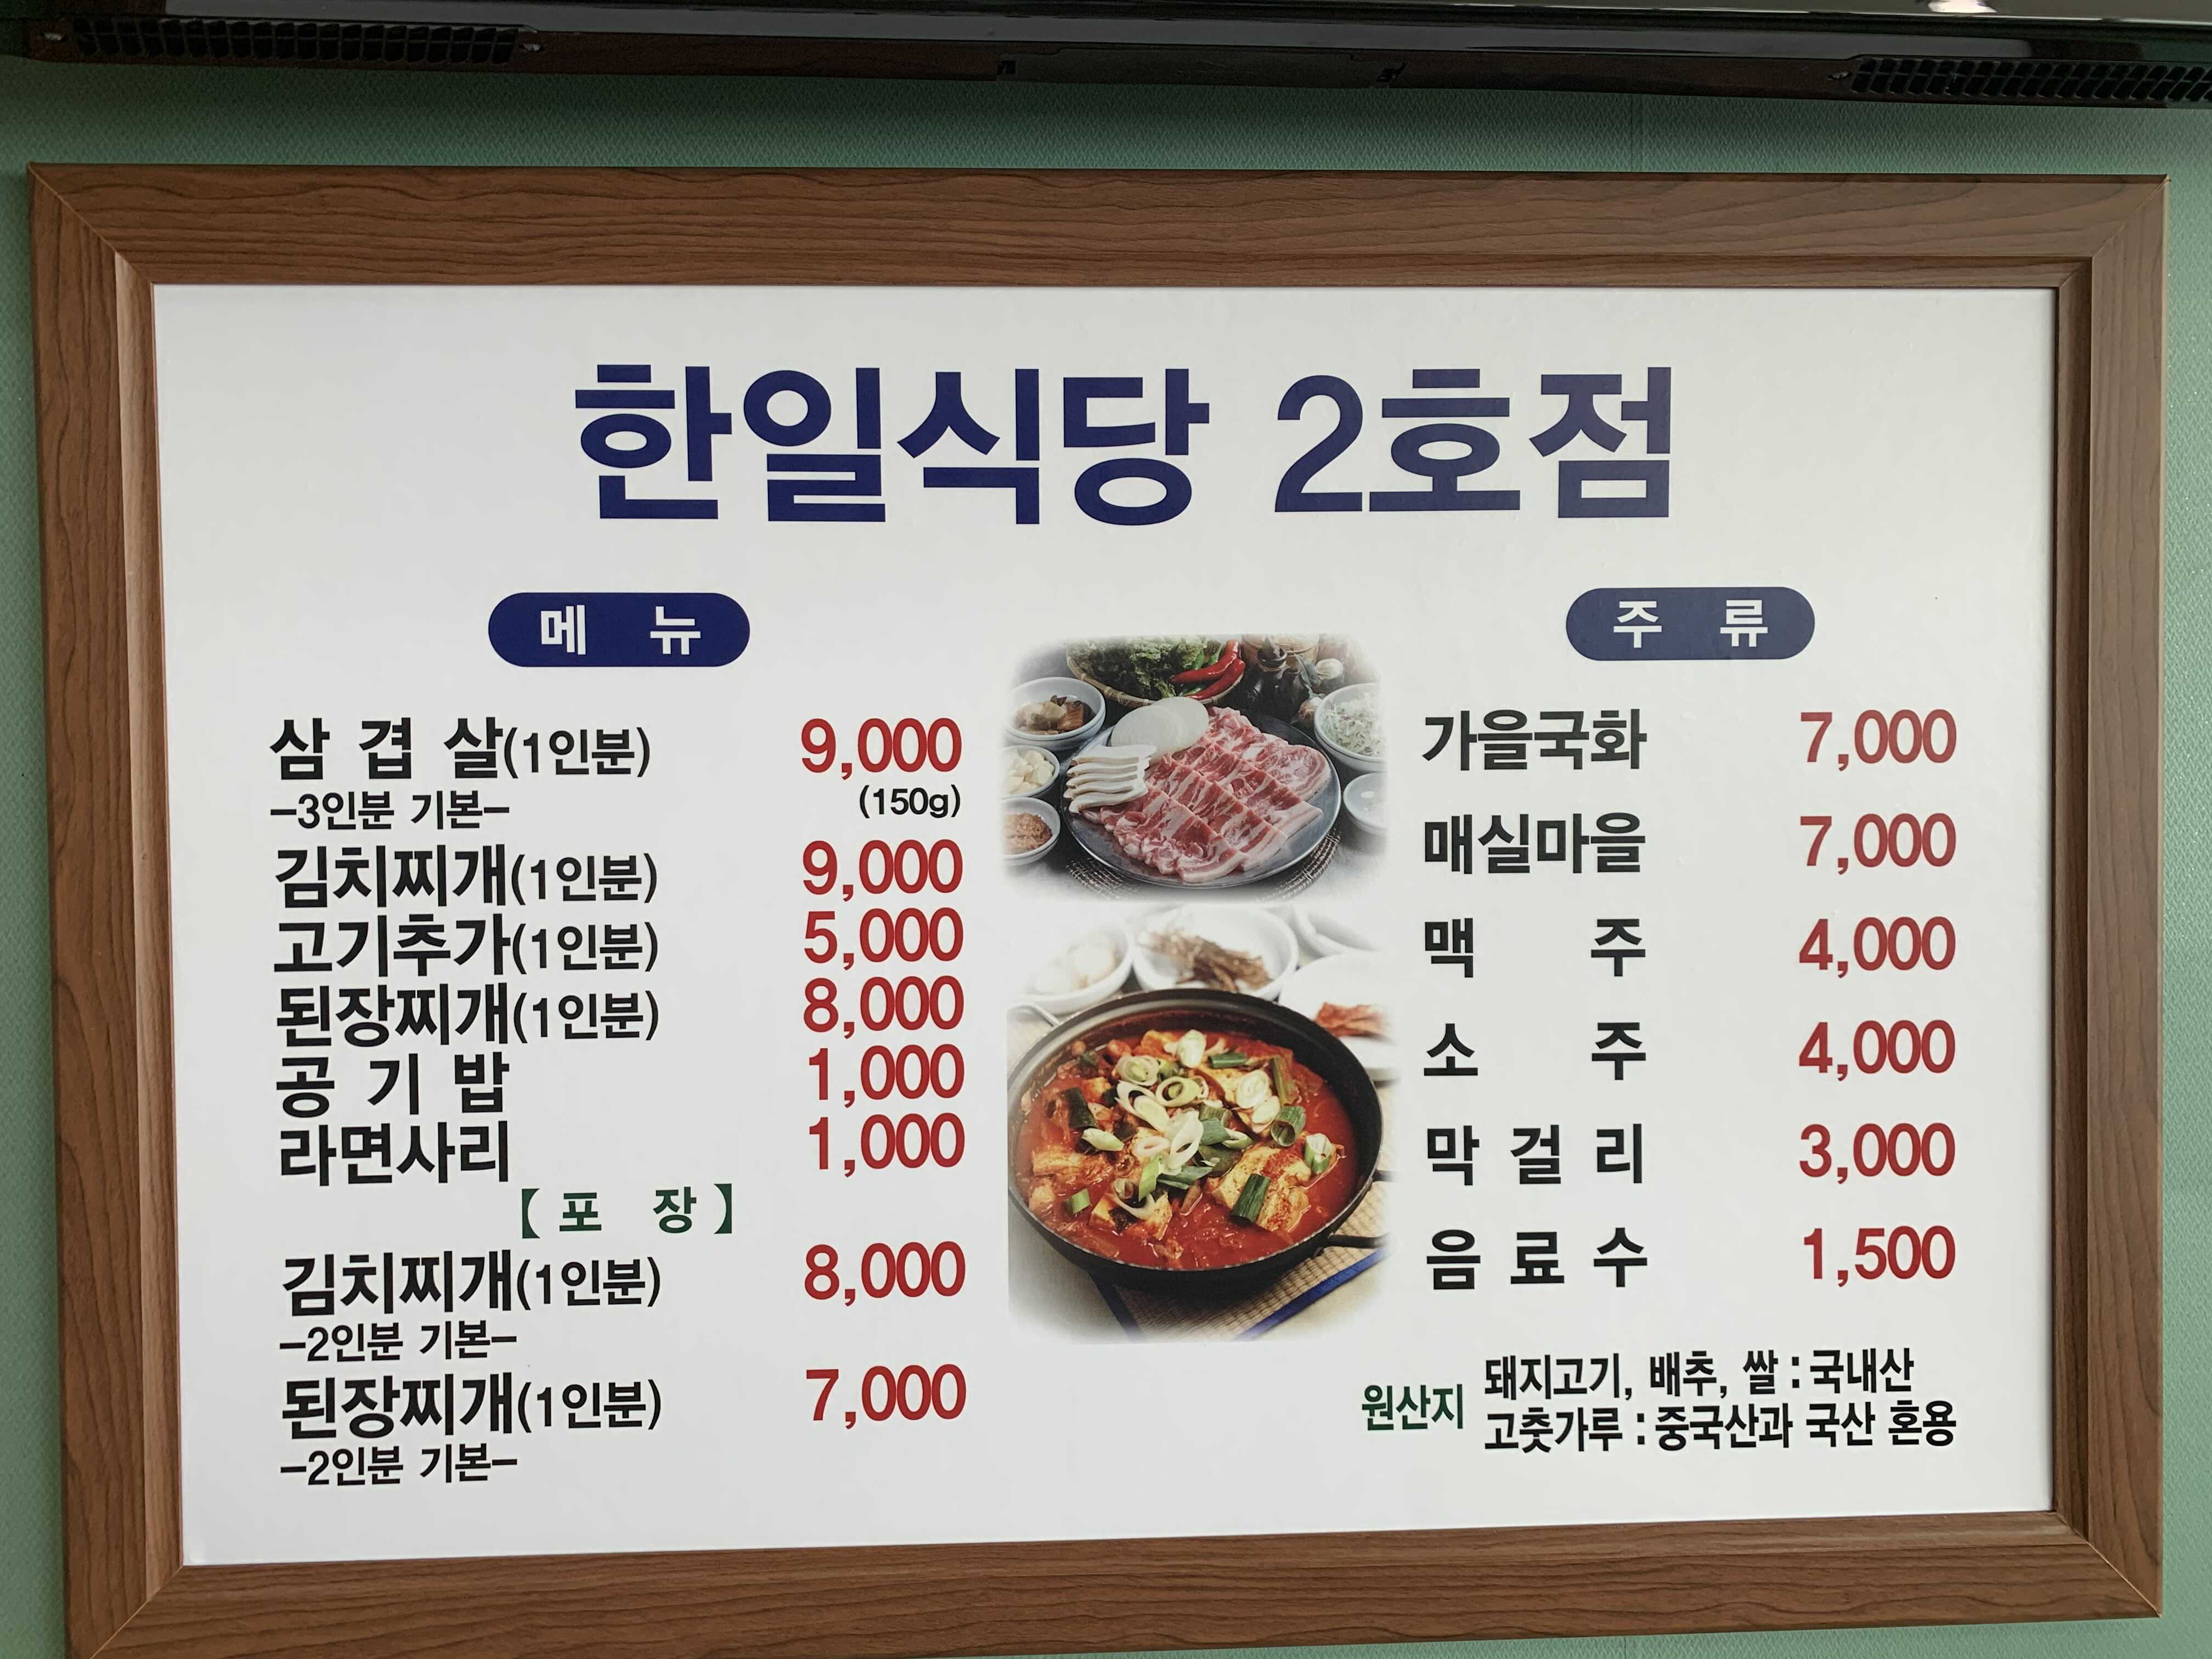 한일식당 2호점
메 뉴
삼 겹 살(1인분) 9,000
-3인분 기본- (150g)
김치찌개(1인분) 9,000
고기추가(1인분) 5,000
된장찌개(1인분) 8,000
공 기 밥 1,000
라면사리 1,000
【포 장】
김치찌개(1인분) 8,000
-2인분 기본-
된장찌개(1인분) 7,000
-2인분 기본-
주 류
가을국화 7,000
매실마을 7,000
맥 주 4,000
소 주 4,000
막 걸 리 3,000
음 료 수 1,500
원산지 돼지고기, 배추, 쌀 : 국내산
고춧가루 : 중국산과 국산 혼용